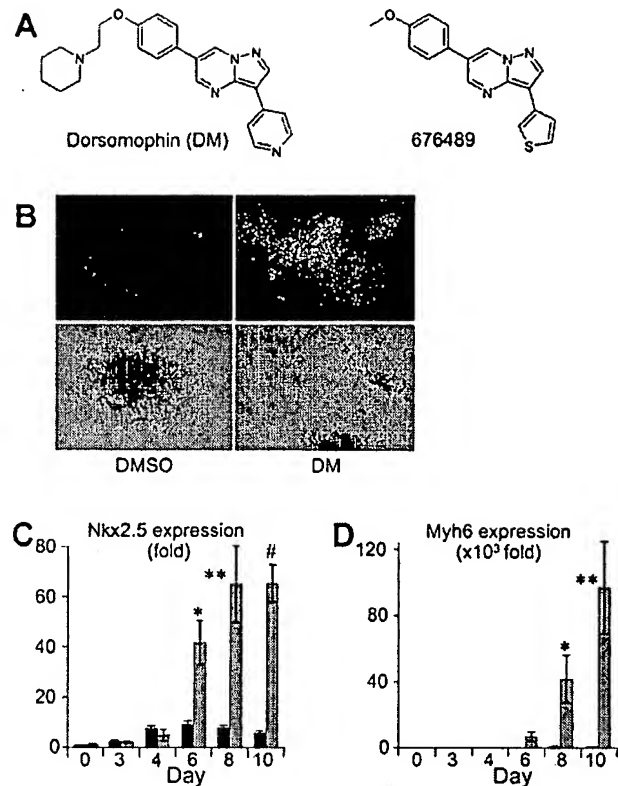 A
O
N
N
N
N
N
Dorsomophin (DM)
O
N
N
N
S
676489
B
DMSO
DM
C
Nkx2.5 expression
(fold)
80
60
40
20
0
*
**
#
0 3 4 6 8 10
Day
D
Myh6 expression
(x10³ fold)
120
80
40
0
*
**
0 3 4 6 8 10
Day